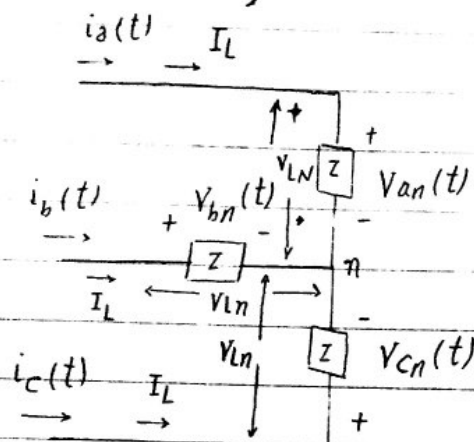 ia(t) IL
+
+
VLN Z Van(t)
ib(t) + Vbn(t) - -
Z n
IL VLn -
VLn Z Vcn(t)
ic(t) IL
+